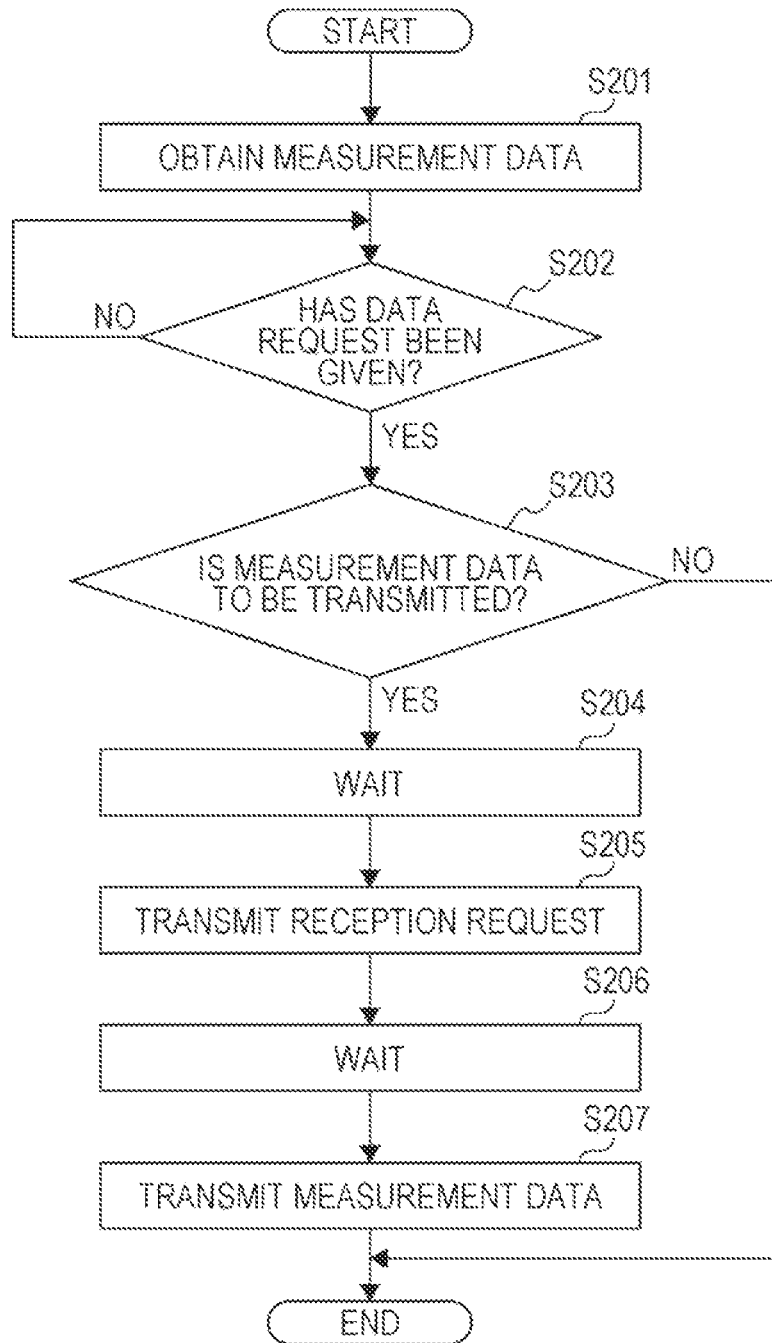 START
S201
OBTAIN MEASUREMENT DATA
S202
HAS DATA
REQUEST BEEN
GIVEN?
NO
YES
S203
IS MEASUREMENT DATA
TO BE TRANSMITTED?
NO
YES
S204
WAIT
S205
TRANSMIT RECEPTION REQUEST
S206
WAIT
S207
TRANSMIT MEASUREMENT DATA
END